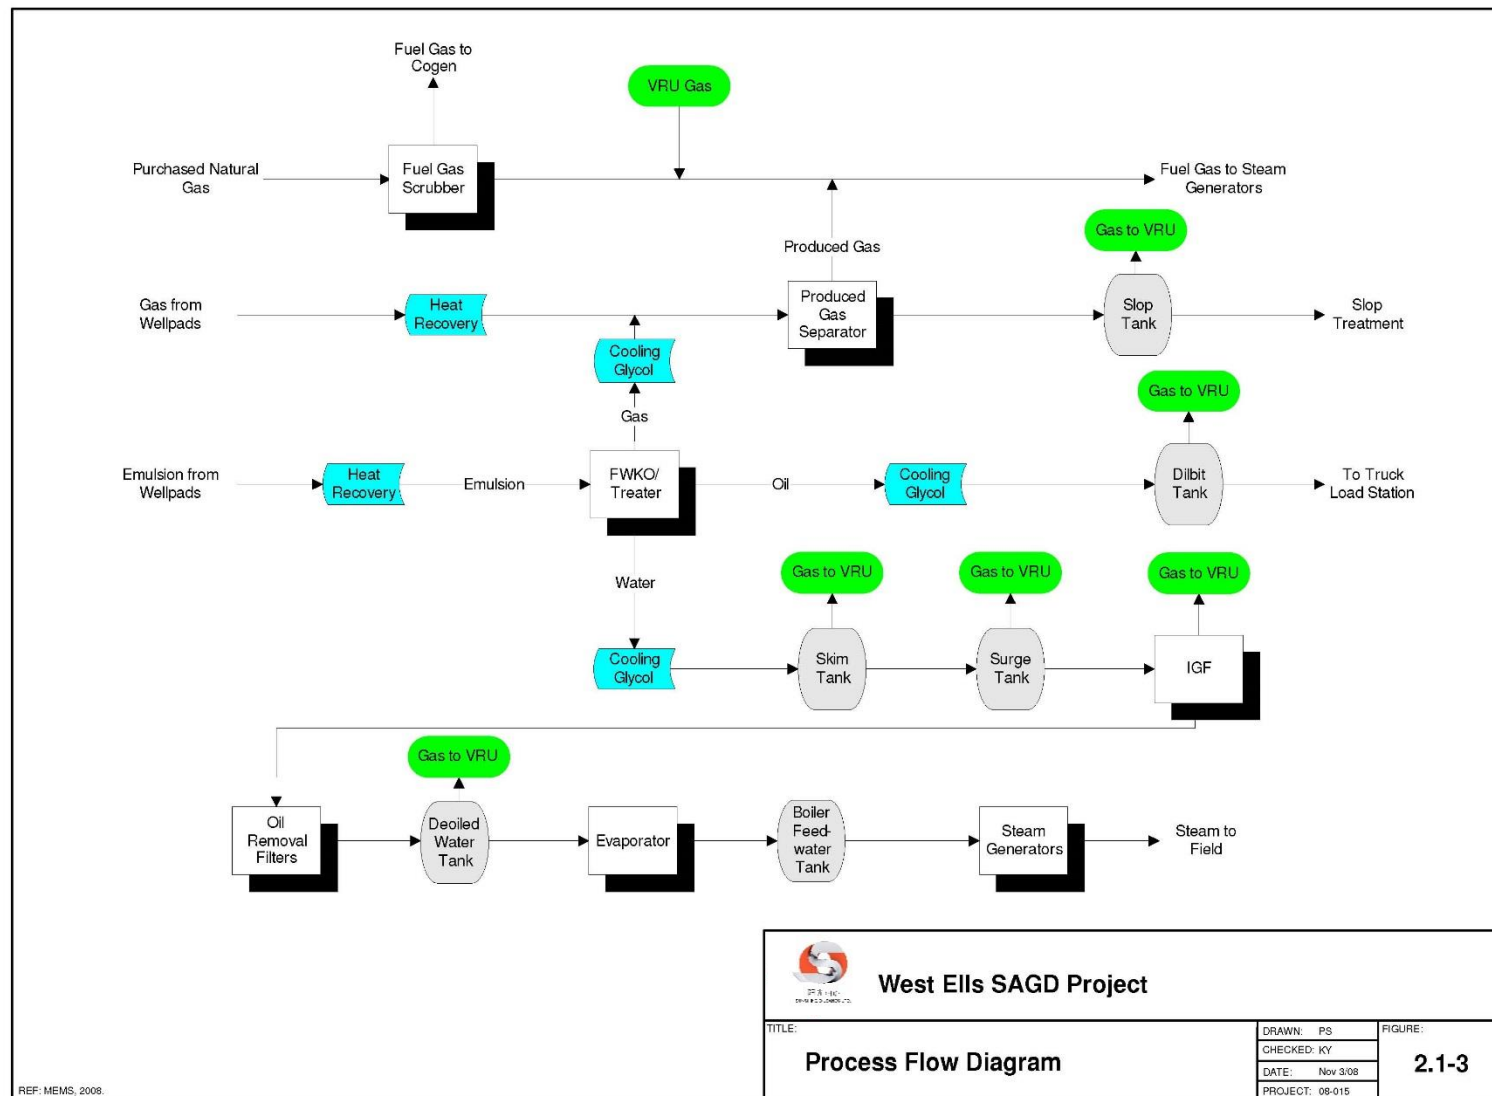 Fuel Gas to
Cogen
VRU Gas
Purchased Natural
Gas
Fuel Gas
Scrubber
Fuel Gas to Steam
Generators
Gas to VRU
Produced Gas
Gas from
Wellpads
Heat
Recovery
Produced
Gas
Separator
Slop
Tank
Slop
Treatment
Cooling
Glycol
Gas to VRU
Gas
Emulsion from
Wellpads
Heat
Recovery
Emulsion
FWKO/
Treater
Oil
Cooling
Glycol
Dilbit
Tank
To Truck
Load Station
Gas to VRU
Gas to VRU
Gas to VRU
Water
Cooling
Glycol
Skim
Tank
Surge
Tank
IGF
Gas to VRU
Oil
Removal
Filters
Deoiled
Water
Tank
Evaporator
Boiler
Feed-
water
Tank
Steam
Generators
Steam to
Field
West Ells SAGD Project
TITLE:
Process Flow Diagram
DRAWN: PS
CHECKED: KY
DATE: Nov 3/08
PROJECT: 08-015
FIGURE:
2.1-3
REF: MEMS, 2008.